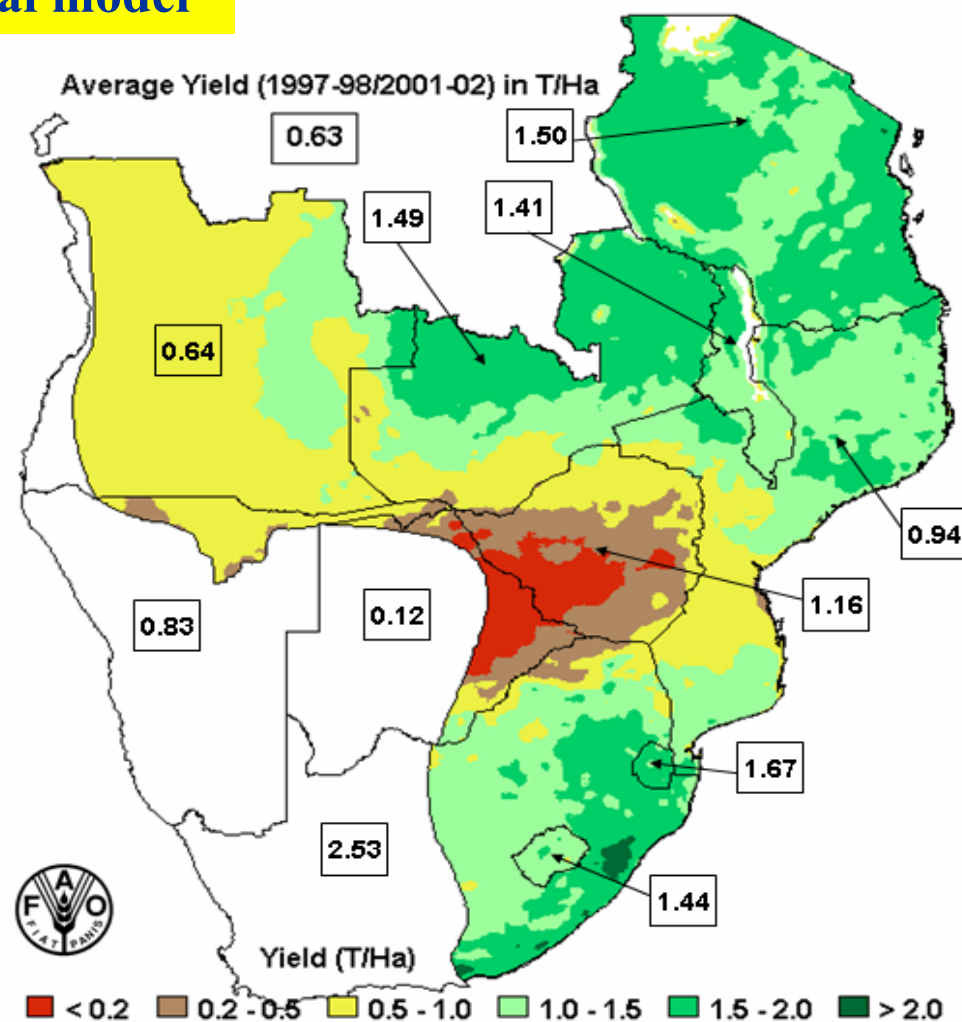 al model
Average Yield (1997-98/2001-02) in T/Ha
0.63
1.50
1.49
1.41
0.64
0.94
0.83
0.12
1.16
1.67
2.53
1.44
F A O
FIAT PANIS
Yield (T/Ha)
< 0.2 0.2 - 0.5 0.5 - 1.0 1.0 - 1.5 1.5 - 2.0 > 2.0